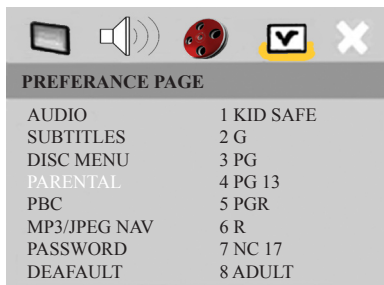 PREFERANCE PAGE
AUDIO 1 KID SAFE
SUBTITLES 2 G
DISC MENU 3 PG
PARENTAL 4 PG 13
PBC 5 PGR
MP3/JPEG NAV 6 R
PASSWORD 7 NC 17
DEAFAULT 8 ADULT